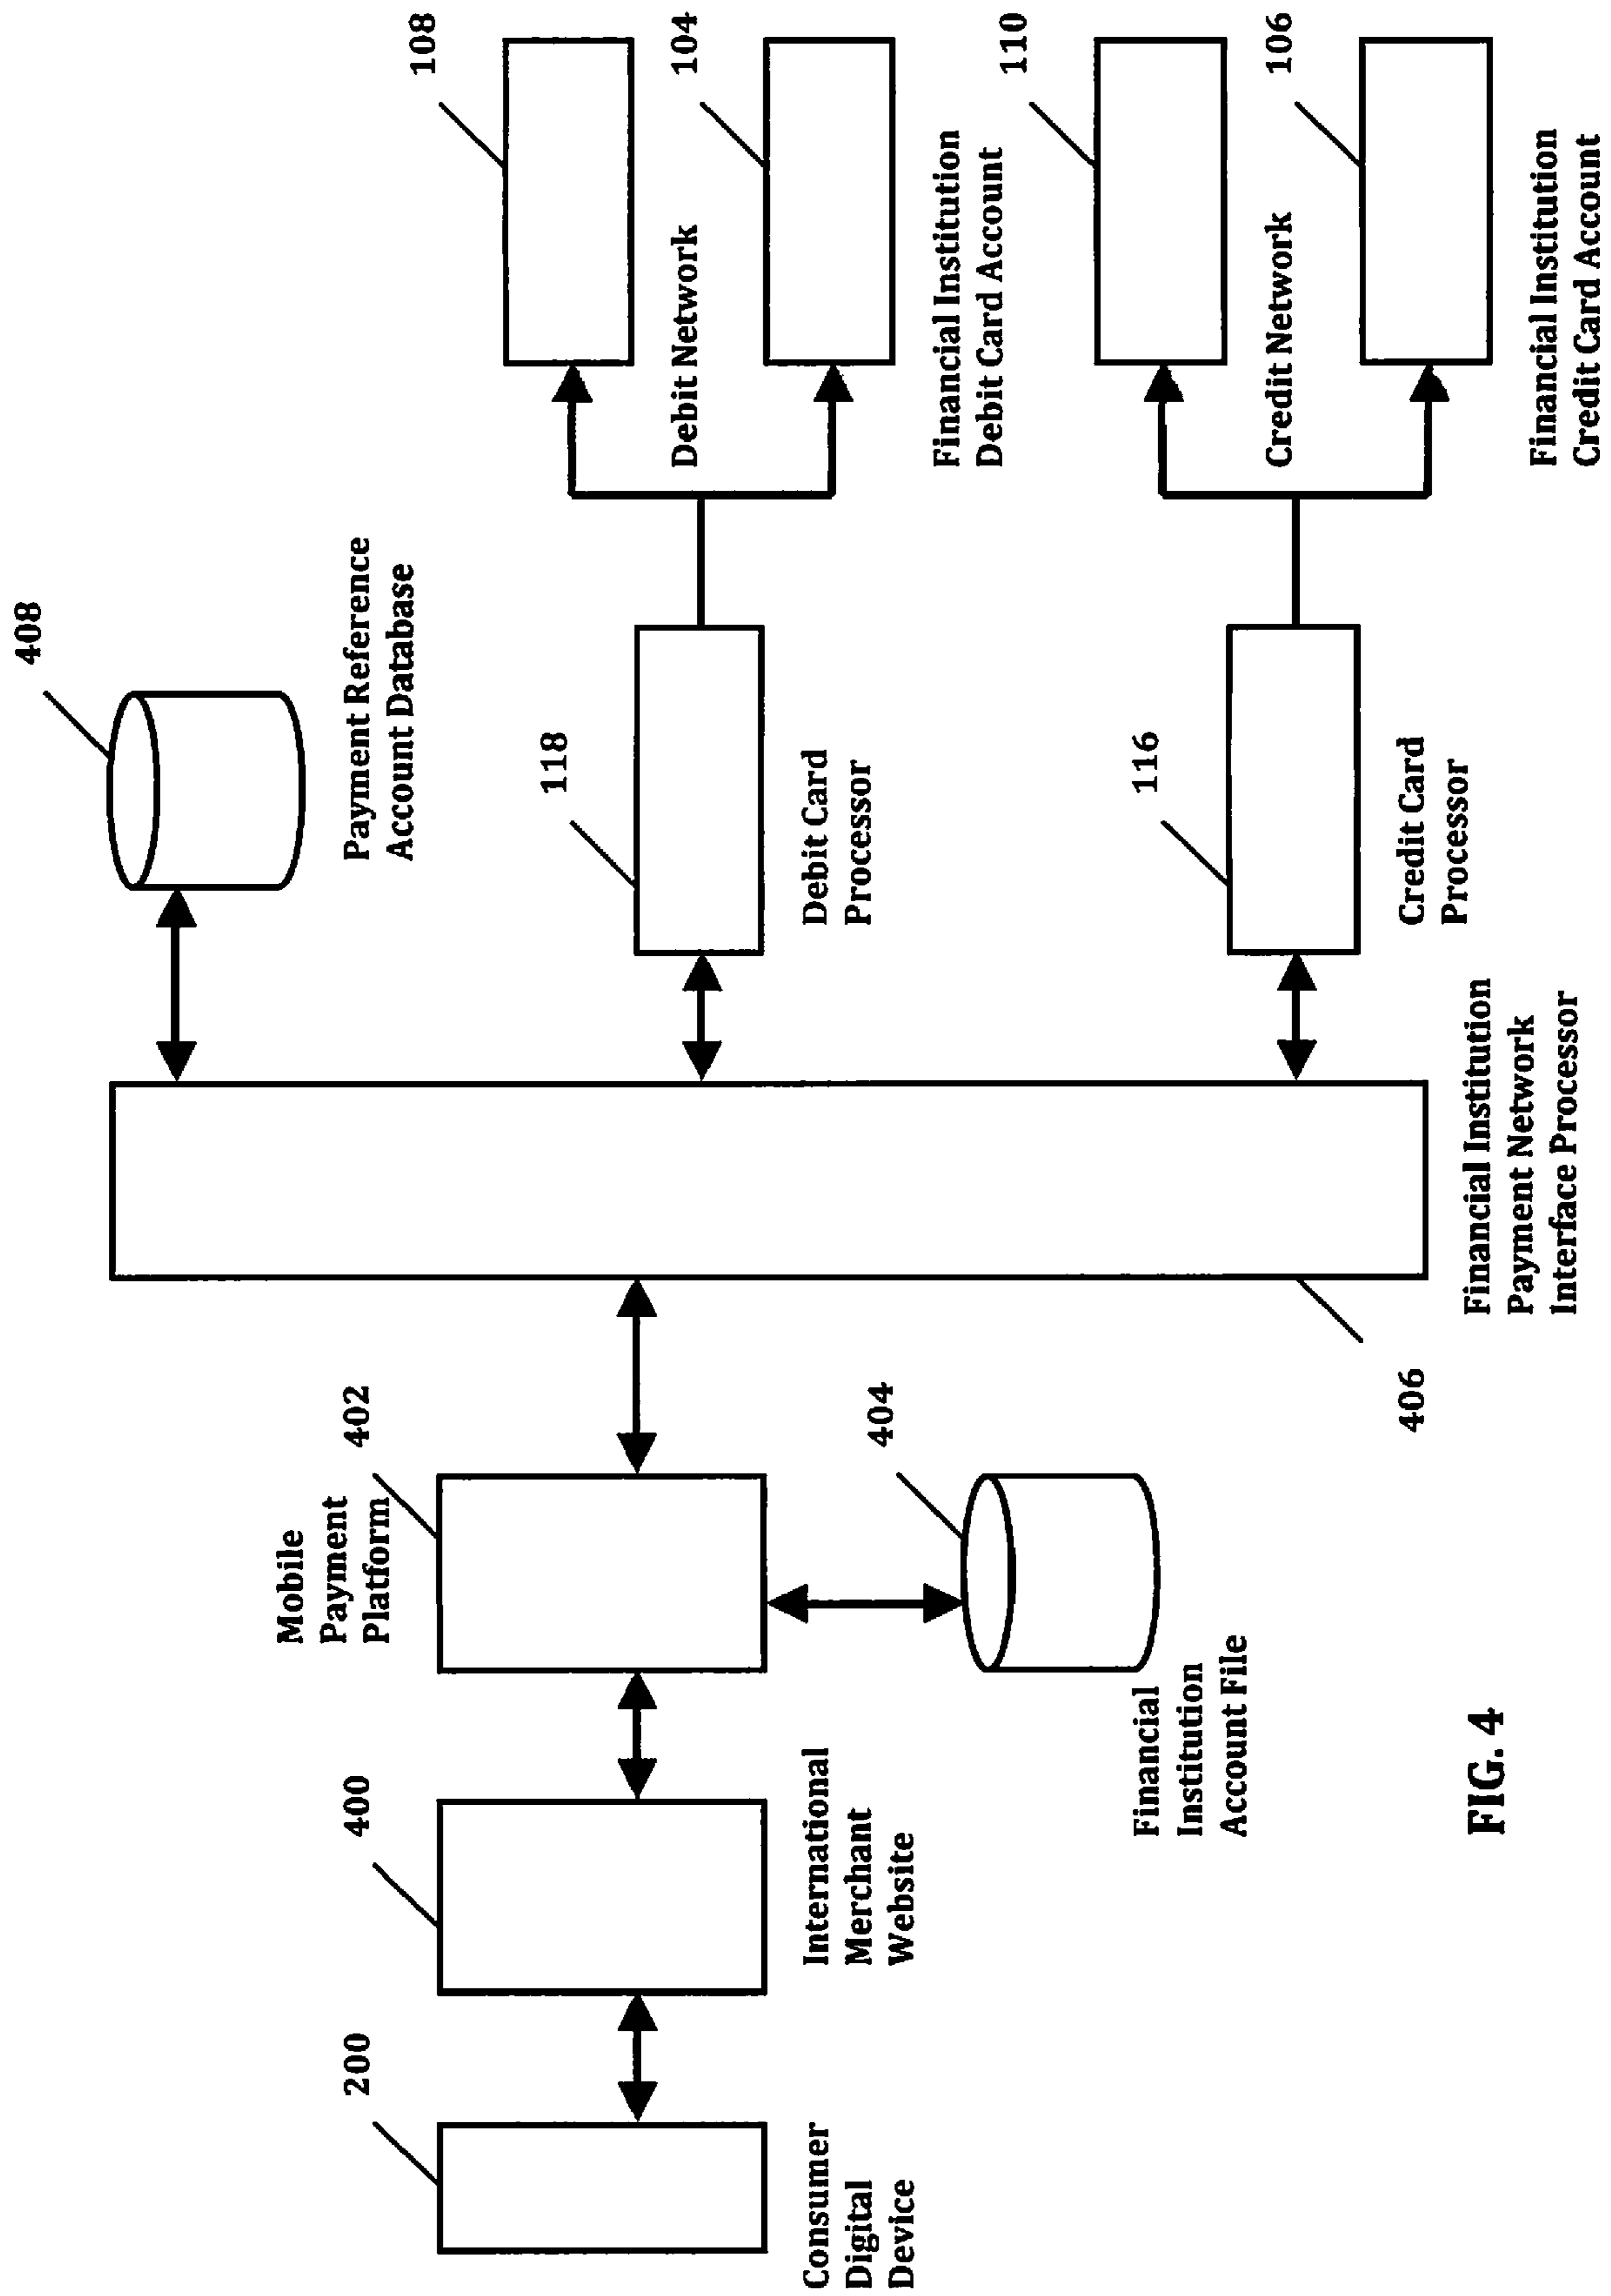 408
Payment Reference
Account Database
108
Debit Network
104
Financial Institution
Debit Card Account
118
Debit Card
Processor
110
Credit Network
106
Financial Institution
Credit Card Account
116
Credit Card
Processor
Financial Institution
Payment Network
Interface Processor
406
Mobile
Payment
Platform
402
404
Financial
Institution
Account File
400
International
Merchant
Website
200
Consumer
Digital
Device
FIG. 4